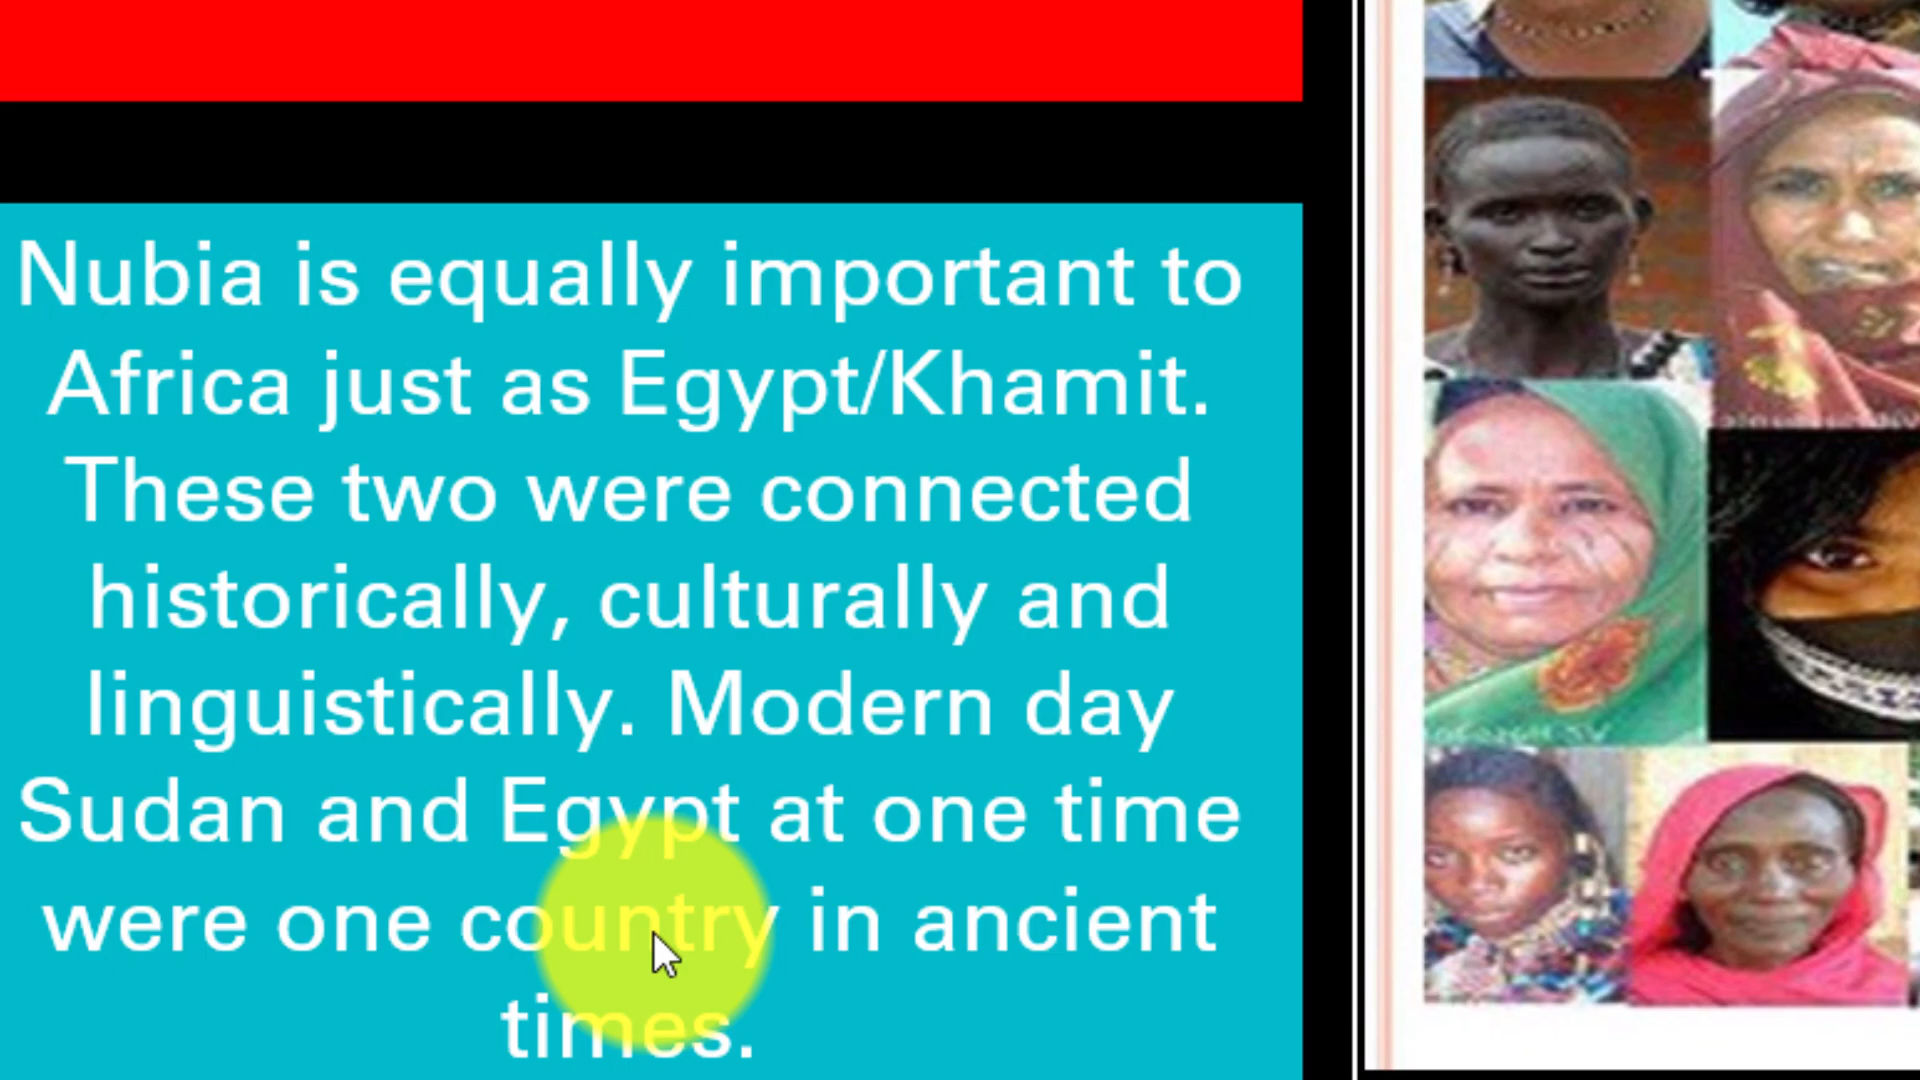 Nubia is equally important to
Africa just as Egypt/Khamit.
These two were connected
historically, culturally and
linguistically. Modern day
Sudan and Egypt at one time
were one country in ancient
times.